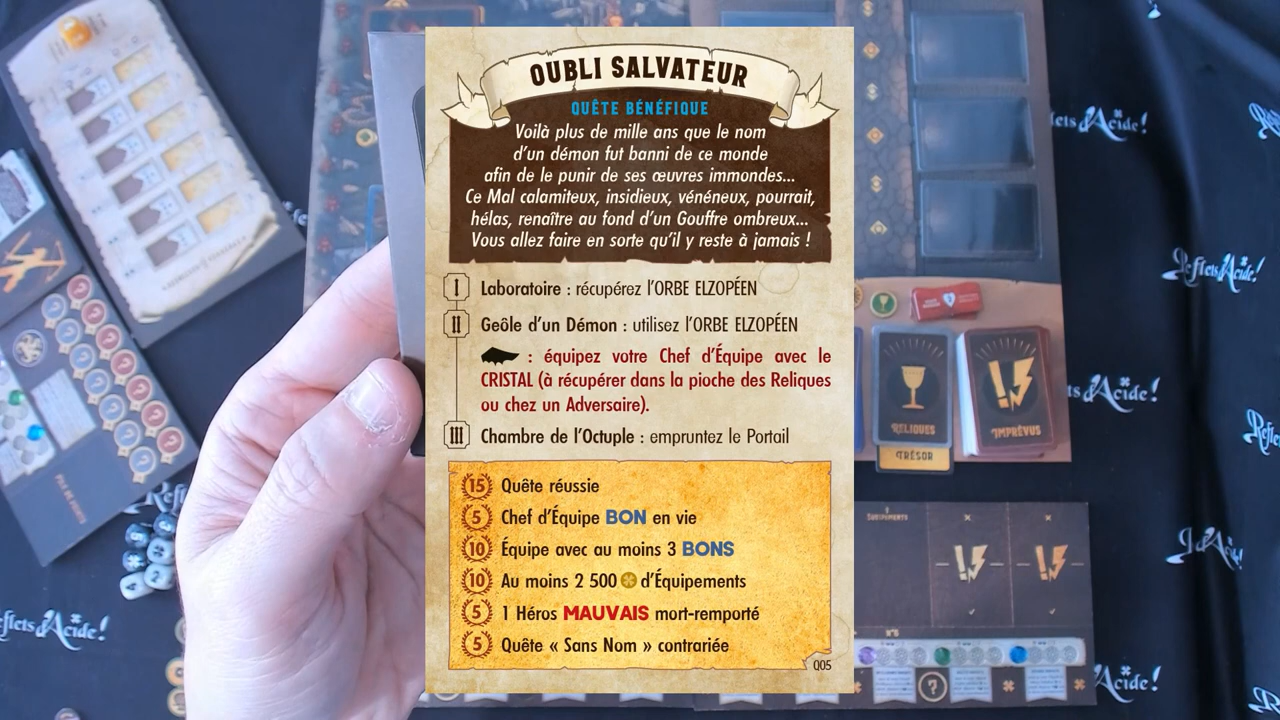 OUBLI SALVATEUR
QUÊTE BÉNÉFIQUE
Voilà plus de mille ans que le nom
d'un démon fut banni de ce monde
afin de le punir de ses œuvres immondes...
Ce Mal calamiteux, insidieux, vénéneux, pourrait,
hélas, renaître au fond d'un Gouffre ombreux...
Vous allez faire en sorte qu'il y reste à jamais !
I Laboratoire : récupérez l'ORBE ELZOPÉEN
II Geôle d'un Démon : utilisez l'ORBE ELZOPÉEN
: équipez votre Chef d'Équipe avec le
CRISTAL (à récupérer dans la pioche des Reliques
ou chez un Adversaire).
III Chambre de l'Octuple : empruntez le Portail
15 Quête réussie
5 Chef d'Équipe BON en vie
10 Équipe avec au moins 3 BONS
10 Au moins 2 500 d'Équipements
5 1 Héros MAUVAIS mort-remporté
5 Quête « Sans Nom » contrariée
Q05
RELIQUES
TRÉSOR
IMPRÉVUS
lets d'Acide !
Reflets d'Acide !
ts d'Acide !
d'Acide !
eflets d'Acide !